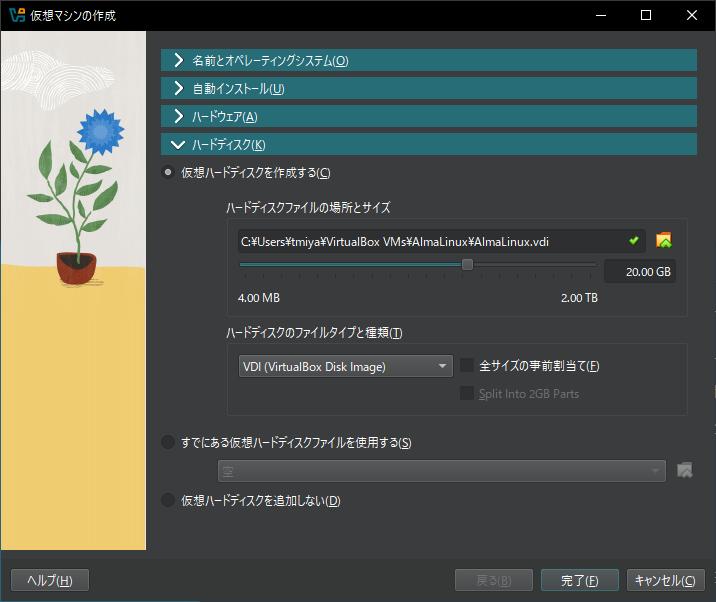 仮想マシンの作成
名前とオペレーティングシステム(O)
自動インストール(U)
ハードウェア(A)
ハードディスク(K)
仮想ハードディスクを作成する(C)
ハードディスクファイルの場所とサイズ
C:¥Users¥tmiya¥VirtualBox VMs¥AlmaLinux¥AlmaLinux.vdi
20.00 GB
4.00 MB 2.00 TB
ハードディスクのファイルタイプと種類(T)
VDI (VirtualBox Disk Image) 全サイズの事前割当て(F)
Split Into 2GB Parts
すでにある仮想ハードディスクファイルを使用する(S)
空
仮想ハードディスクを追加しない(D)
ヘルプ(H) 戻る(B) 完了(F) キャンセル(C)